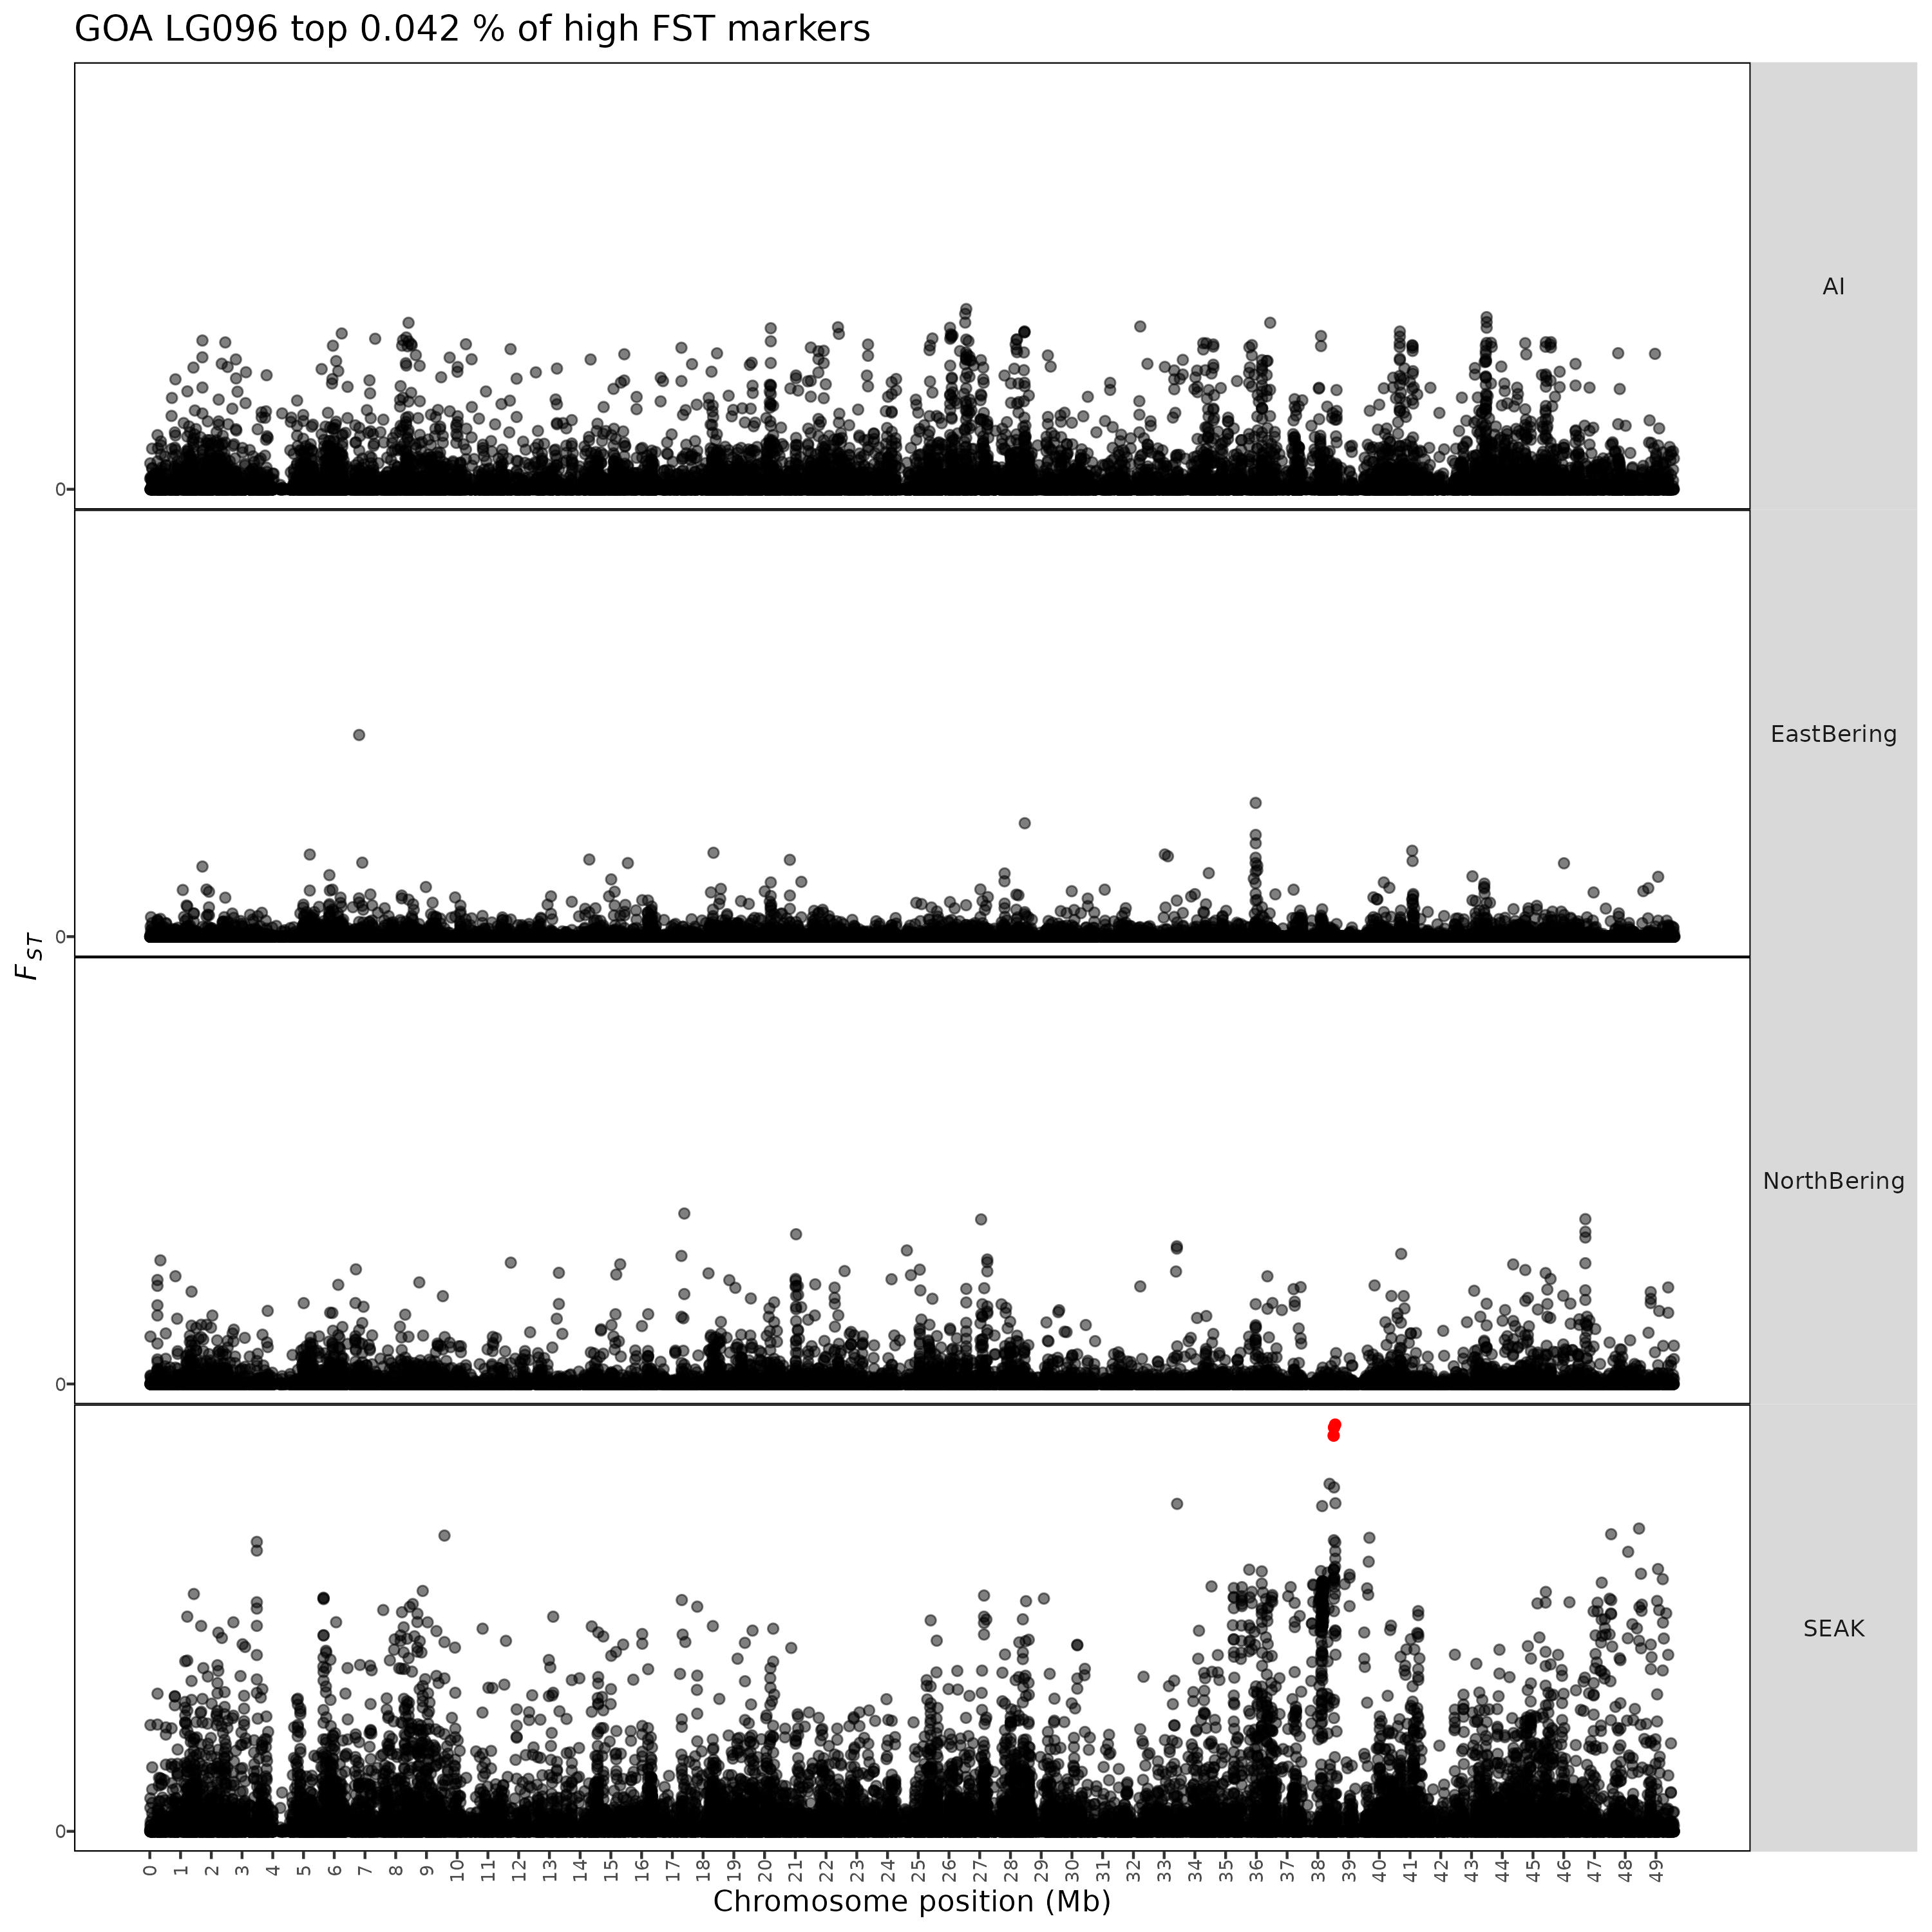 GOA LG096 top 0.042 % of high FST markers
AI
0
EastBering
0
F ST
NorthBering
0
SEAK
0
0 1 2 3 4 5 6 7 8 9 10 11 12 13 14 15 16 17 18 19 20 21 22 23 24 25 26 27 28 29 30 31 32 33 34 35 36 37 38 39 40 41 42 43 44 45 46 47 48 49
Chromosome position (Mb)